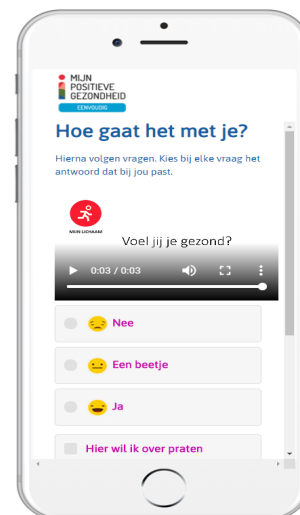 MIJN
POSITIEVE
GEZONDHEID
EENVOUDIG
Hoe gaat het met je?
Hierna volgen vragen. Kies bij elke vraag het
antwoord dat bij jou past.
MIJN LICHAAM
Voel jij je gezond?
0:03 / 0:03
Nee
Een beetje
Ja
Hier wil ik over praten